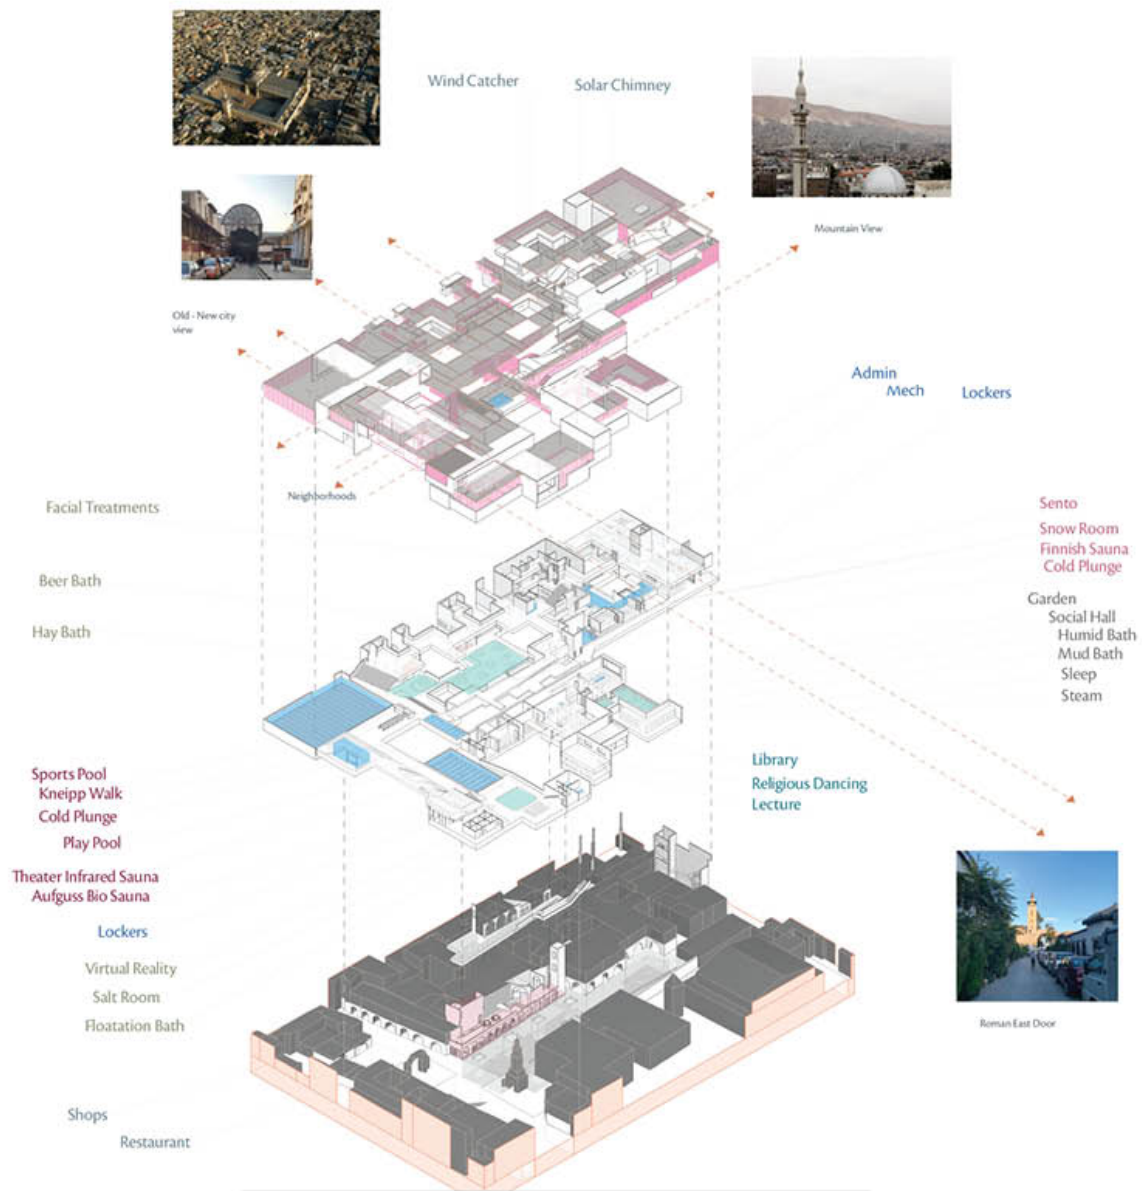 Wind Catcher
Solar Chimney
Mountain View
Old - New city
view
Admin
Mech
Lockers
Neighborhoods
Facial Treatments
Beer Bath
Hay Bath
Sento
Snow Room
Finnish Sauna
Cold Plunge
Garden
Social Hall
Humid Bath
Mud Bath
Sleep
Steam
Library
Religious Dancing
Lecture
Sports Pool
Kneipp Walk
Cold Plunge
Play Pool
Theater Infrared Sauna
Aufguss Bio Sauna
Lockers
Virtual Reality
Salt Room
Floatation Bath
Roman East Door
Shops
Restaurant